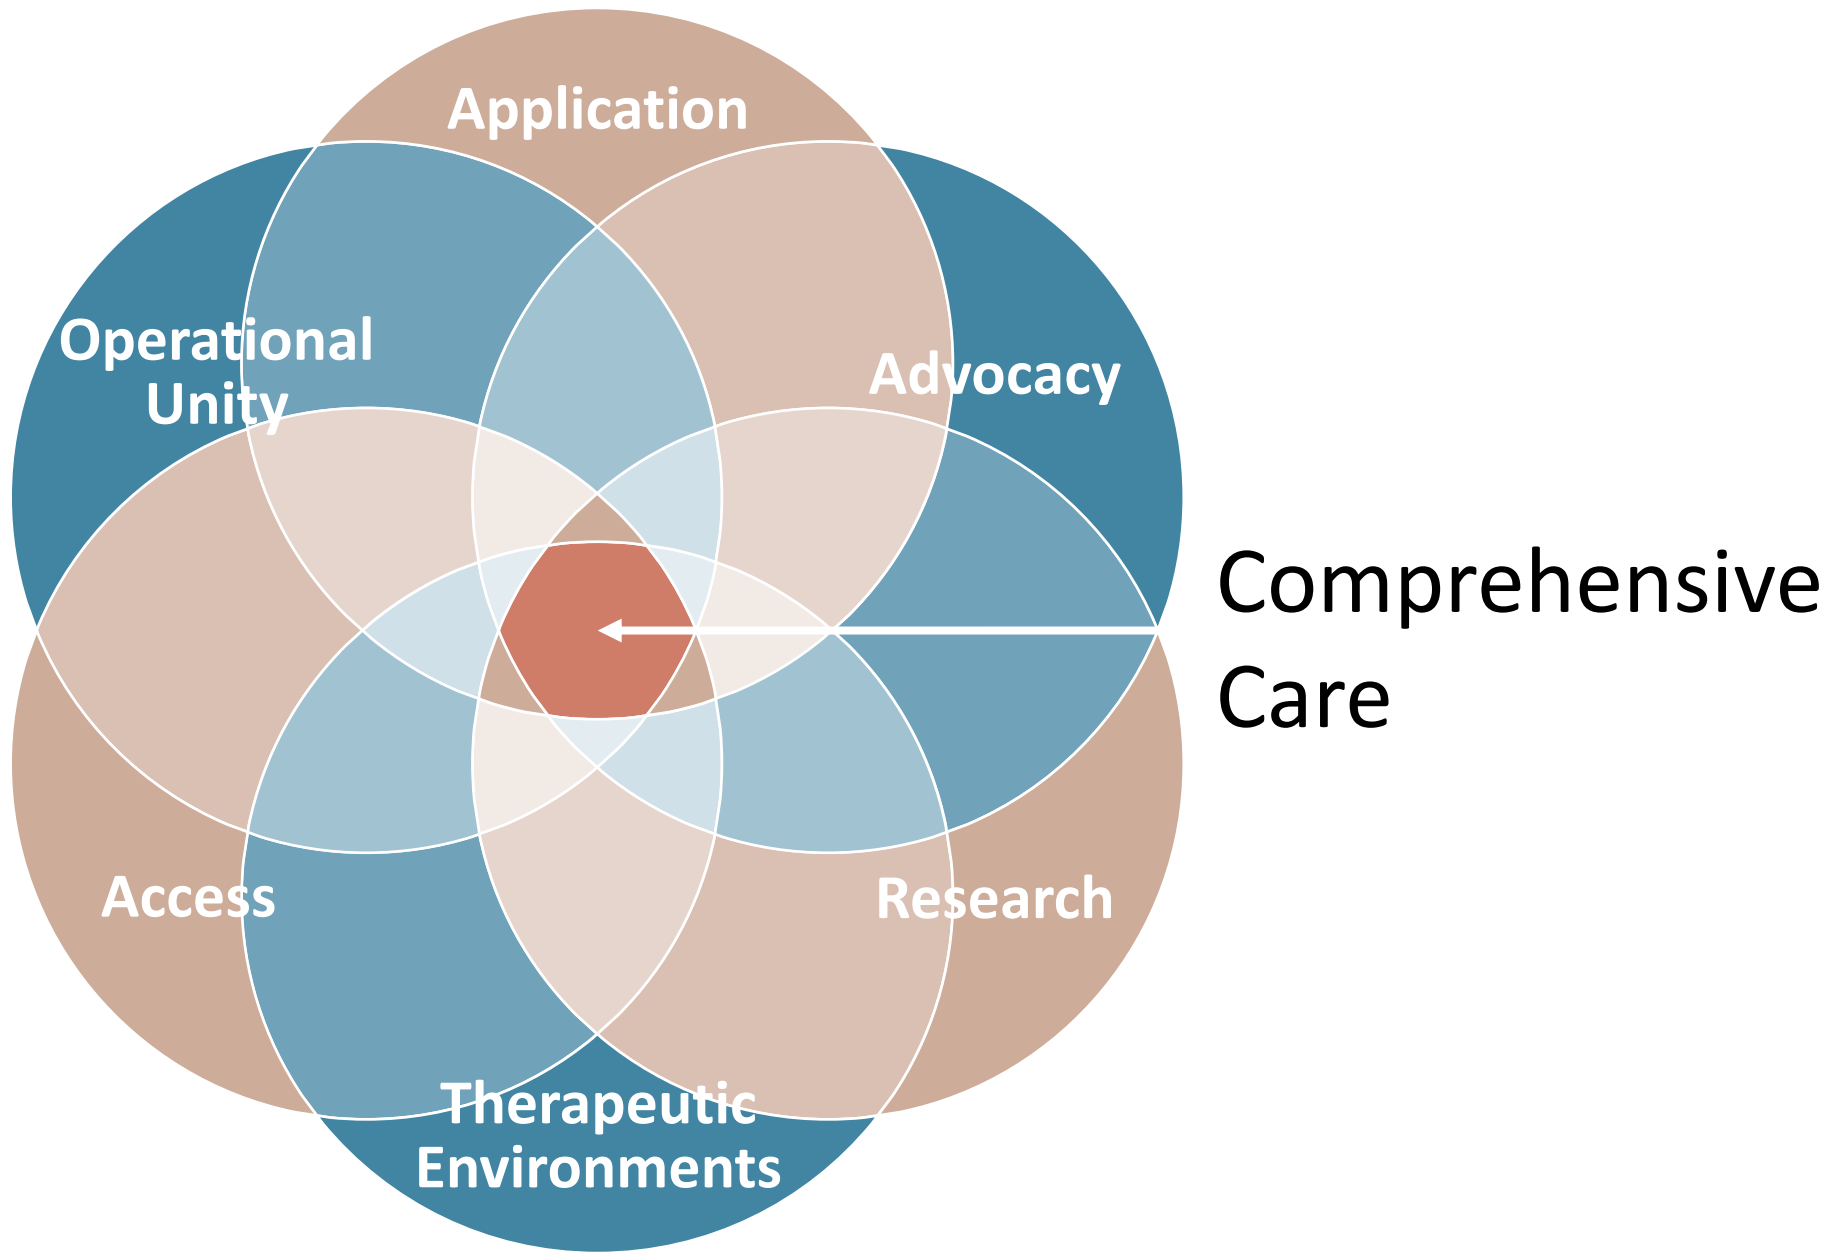 Application
Operational
Unity
Advocacy
Comprehensive
Care
Access
Research
Therapeutic
Environments